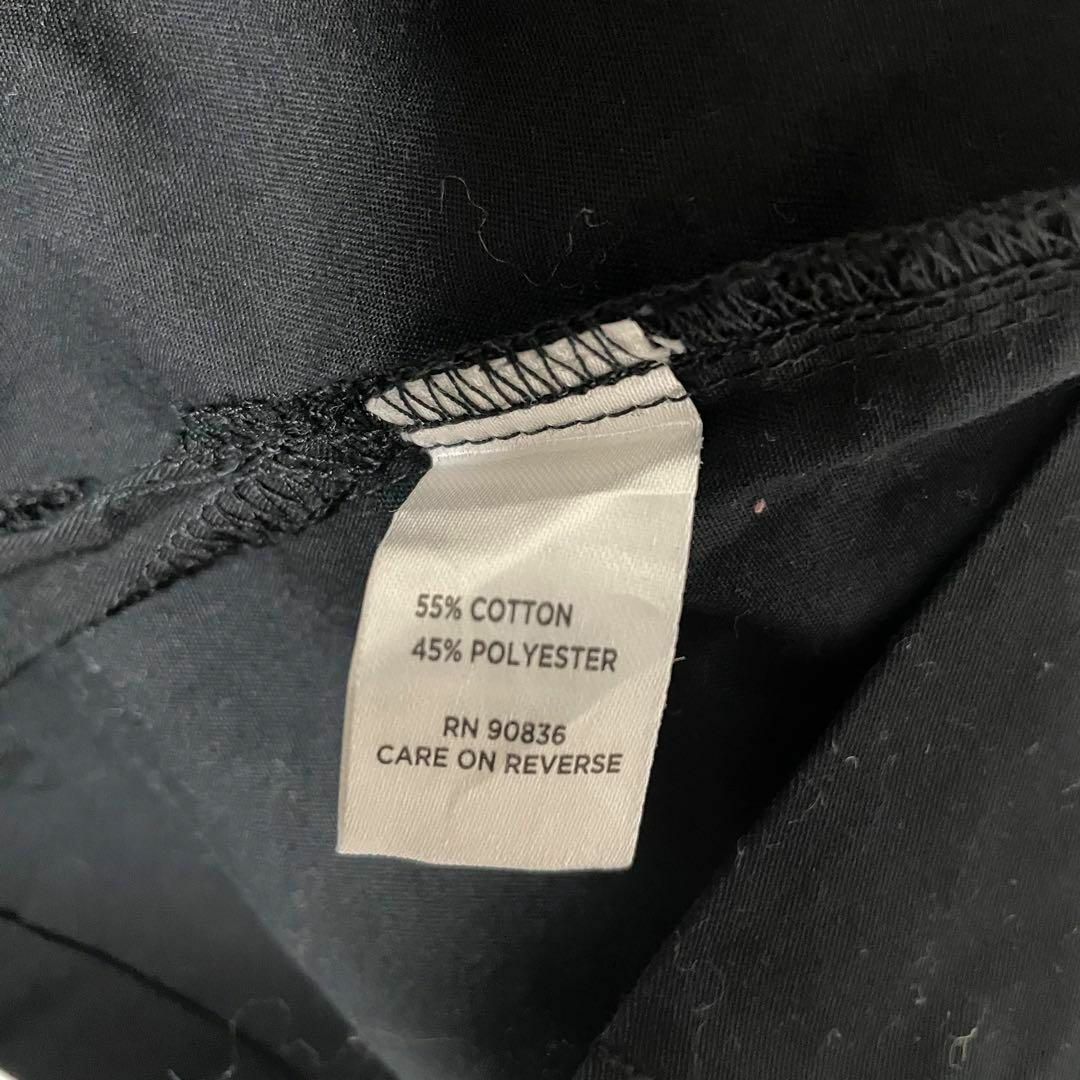 55% COTTON
45% POLYESTER
RN 90836
CARE ON REVERSE